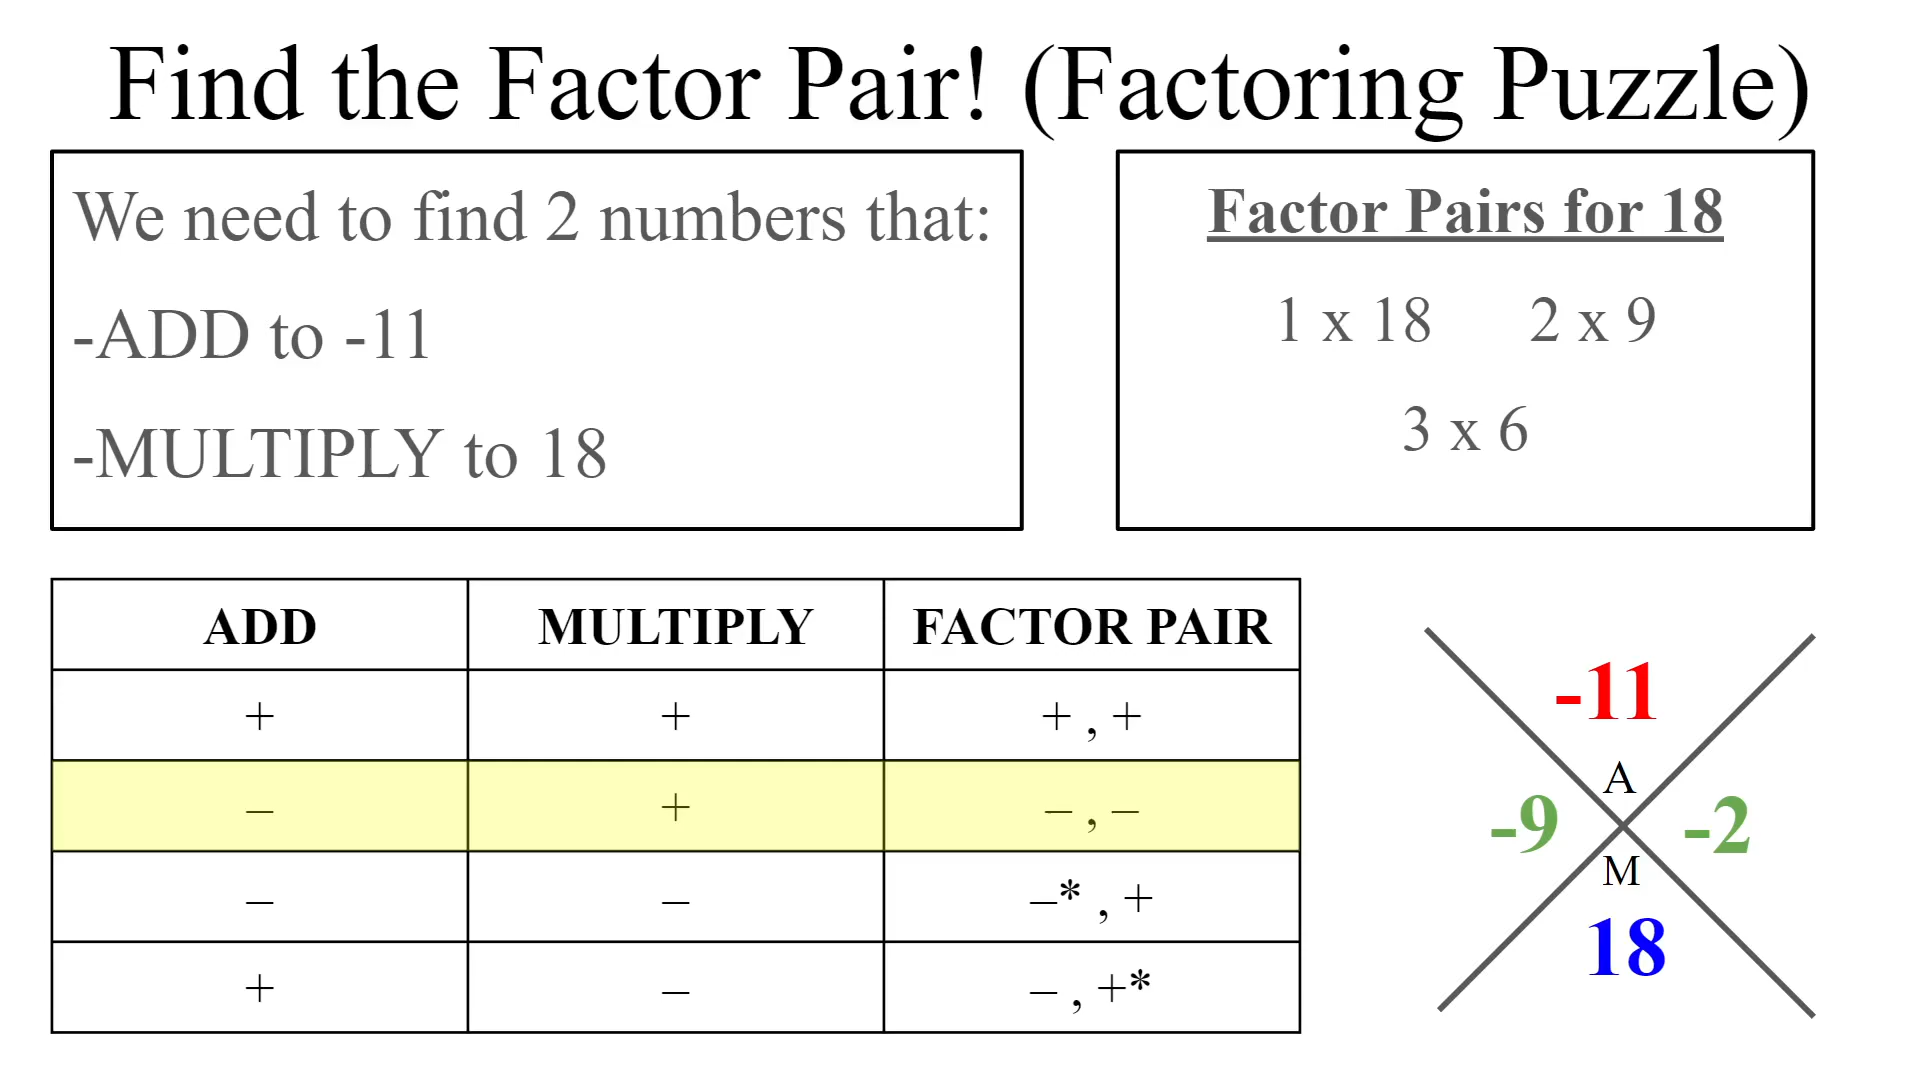 Find the Factor Pair! (Factoring Puzzle)
We need to find 2 numbers that:
-ADD to -11
-MULTIPLY to 18
Factor Pairs for 18
1 x 18 2 x 9
3 x 6
ADD MULTIPLY FACTOR PAIR
+ + + , +
– + – , –
– – –* , +
+ – – , +*
-11
A
-9 -2
M
18